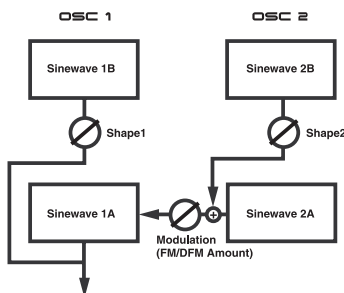 OSC 1
OSC 2
Sinewave 1B
Sinewave 2B
Shape1
Shape2
Sinewave 1A
Sinewave 2A
Modulation
(FM/DFM Amount)